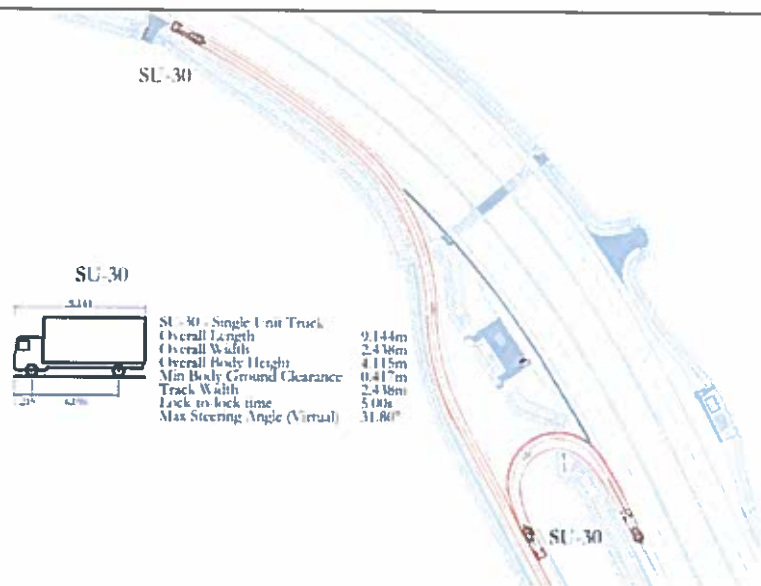 SU-30
SU-30
SU-30 - Single Unit Truck
Overall Length 9.144m
Overall Width 2.438m
Overall Body Height 4.115m
Min Body Ground Clearance 0.417m
Track Width 2.438m
Lock to lock time 5.00s
Max Steering Angle (Virtual) 31.80°
SU-30